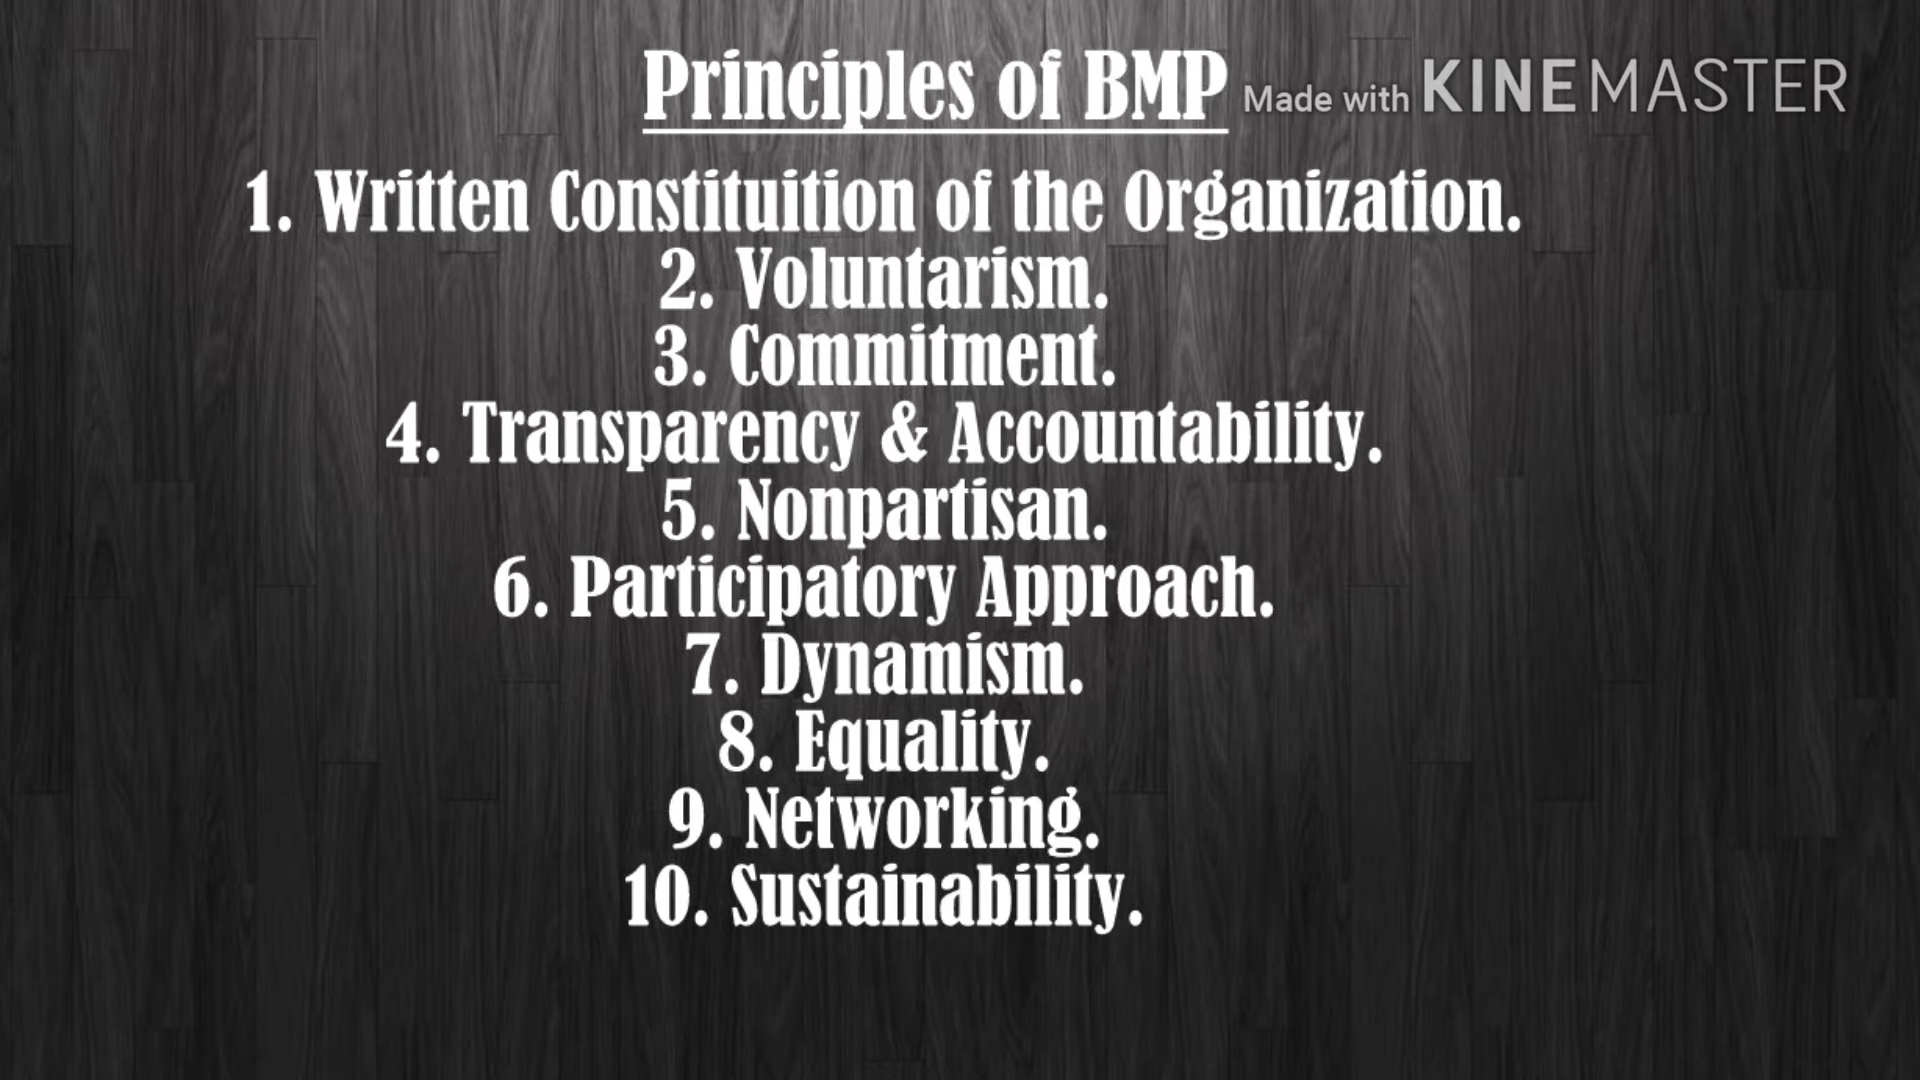 Principles of BMP
Made with KINEMASTER
1. Written Constituition of the Organization.
2. Voluntarism.
3. Commitment.
4. Transparency & Accountability.
5. Nonpartisan.
6. Participatory Approach.
7. Dynamism.
8. Equality.
9. Networking.
10. Sustainability.